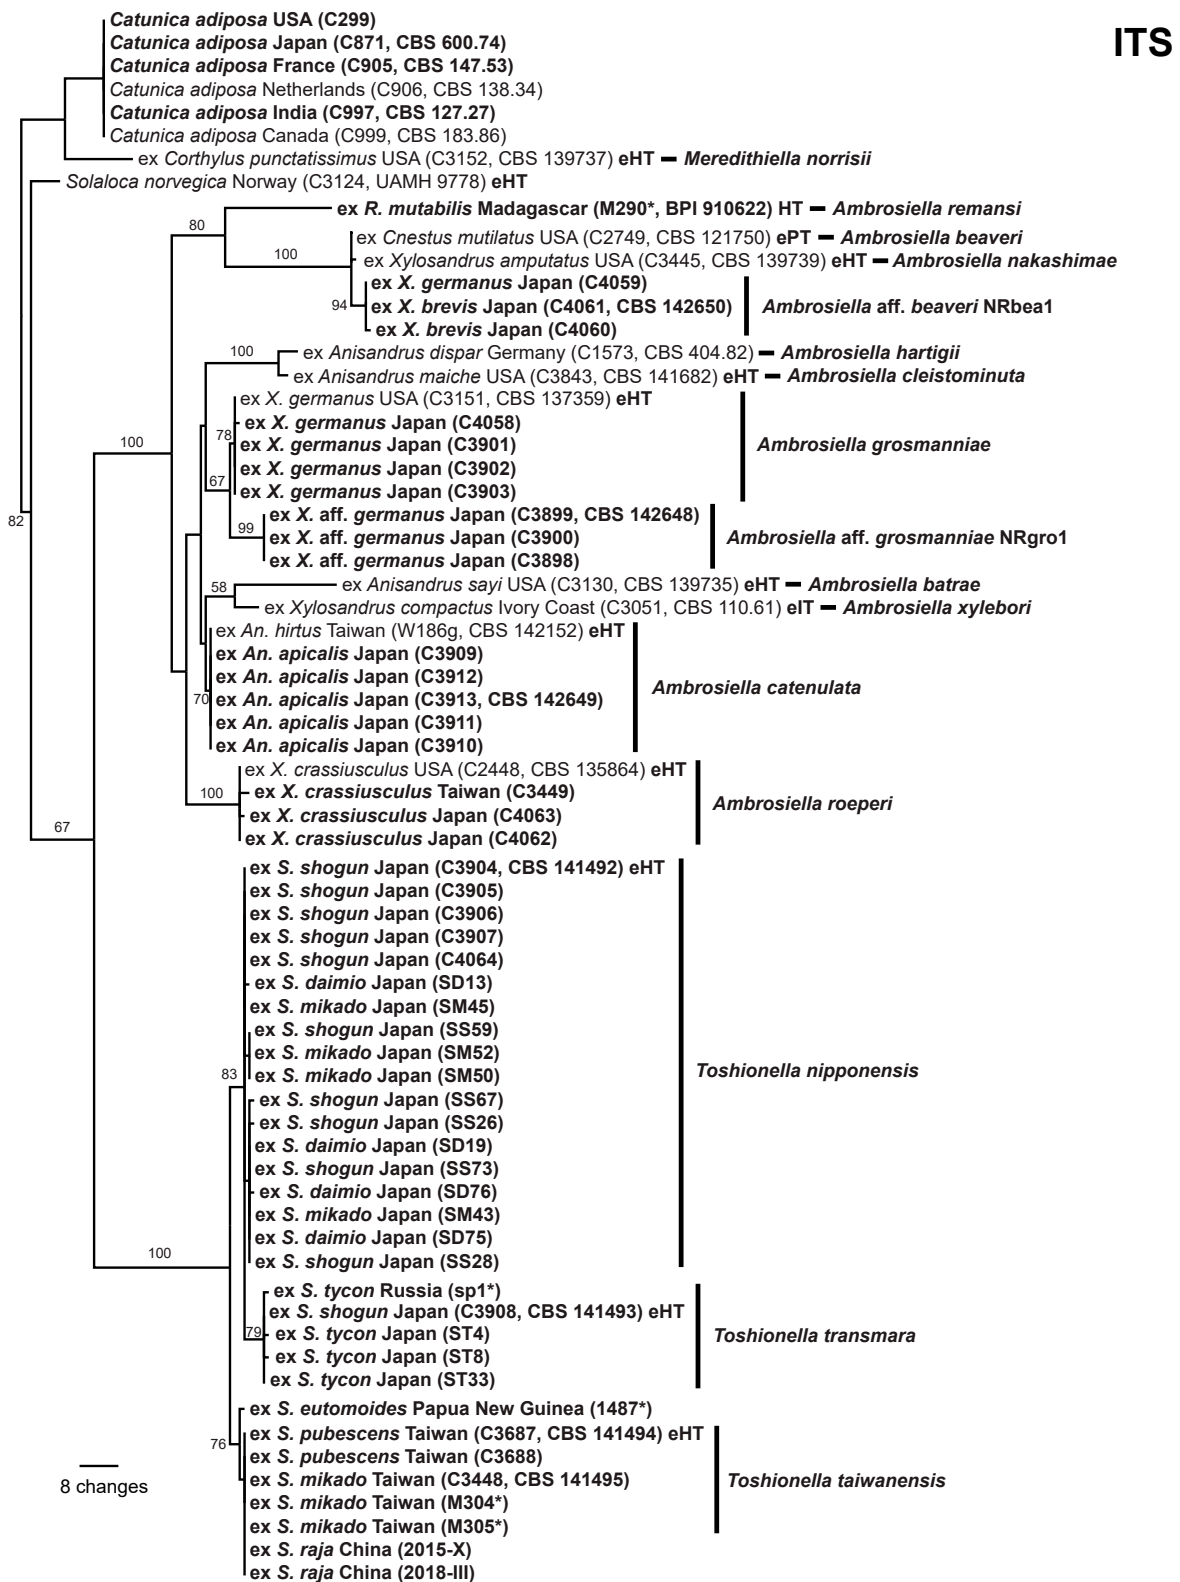 ITS
Catunica adiposa USA (C299)
Catunica adiposa Japan (C871, CBS 600.74)
Catunica adiposa France (C905, CBS 147.53)
Catunica adiposa Netherlands (C906, CBS 138.34)
Catunica adiposa India (C997, CBS 127.27)
Catunica adiposa Canada (C999, CBS 183.86)
ex Corthylus punctatissimus USA (C3152, CBS 139737) eHT – Meredithiella norrisii
Solaloca norvegica Norway (C3124, UAMH 9778) eHT
ex R. mutabilis Madagascar (M290*, BPI 910622) HT – Ambrosiella remansi
80
ex Cnestus mutilatus USA (C2749, CBS 121750) ePT – Ambrosiella beaveri
100
ex Xylosandrus amputatus USA (C3445, CBS 139739) eHT – Ambrosiella nakashimae
ex X. germanus Japan (C4059)
94
ex X. brevis Japan (C4061, CBS 142650)
Ambrosiella aff. beaveri NRbea1
ex X. brevis Japan (C4060)
100
ex Anisandrus dispar Germany (C1573, CBS 404.82) – Ambrosiella hartigii
ex Anisandrus maiche USA (C3843, CBS 141682) eHT – Ambrosiella cleistominuta
ex X. germanus USA (C3151, CBS 137359) eHT
ex X. germanus Japan (C4058)
78
100
ex X. germanus Japan (C3901)
Ambrosiella grosmanniae
ex X. germanus Japan (C3902)
67
ex X. germanus Japan (C3903)
82
ex X. aff. germanus Japan (C3899, CBS 142648)
99
ex X. aff. germanus Japan (C3900)
Ambrosiella aff. grosmanniae NRgro1
ex X. aff. germanus Japan (C3898)
58
ex Anisandrus sayi USA (C3130, CBS 139735) eHT – Ambrosiella batrae
ex Xylosandrus compactus Ivory Coast (C3051, CBS 110.61) eIT – Ambrosiella xylebori
ex An. hirtus Taiwan (W186g, CBS 142152) eHT
ex An. apicalis Japan (C3909)
ex An. apicalis Japan (C3912)
Ambrosiella catenulata
70
ex An. apicalis Japan (C3913, CBS 142649)
ex An. apicalis Japan (C3911)
ex An. apicalis Japan (C3910)
ex X. crassiusculus USA (C2448, CBS 135864) eHT
100
ex X. crassiusculus Taiwan (C3449)
Ambrosiella roeperi
ex X. crassiusculus Japan (C4063)
67
ex X. crassiusculus Japan (C4062)
ex S. shogun Japan (C3904, CBS 141492) eHT
ex S. shogun Japan (C3905)
ex S. shogun Japan (C3906)
ex S. shogun Japan (C3907)
ex S. shogun Japan (C4064)
ex S. daimio Japan (SD13)
ex S. mikado Japan (SM45)
ex S. shogun Japan (SS59)
ex S. mikado Japan (SM52)
83
ex S. mikado Japan (SM50)
Toshionella nipponensis
ex S. shogun Japan (SS67)
ex S. shogun Japan (SS26)
ex S. daimio Japan (SD19)
ex S. shogun Japan (SS73)
ex S. daimio Japan (SD76)
ex S. mikado Japan (SM43)
ex S. daimio Japan (SD75)
100
ex S. shogun Japan (SS28)
ex S. tycon Russia (sp1*)
ex S. shogun Japan (C3908, CBS 141493) eHT
79
ex S. tycon Japan (ST4)
Toshionella transmara
ex S. tycon Japan (ST8)
ex S. tycon Japan (ST33)
ex S. eutomoides Papua New Guinea (1487*)
ex S. pubescens Taiwan (C3687, CBS 141494) eHT
76
ex S. pubescens Taiwan (C3688)
ex S. mikado Taiwan (C3448, CBS 141495)
Toshionella taiwanensis
8 changes
ex S. mikado Taiwan (M304*)
ex S. mikado Taiwan (M305*)
ex S. raja China (2015-X)
ex S. raja China (2018-III)